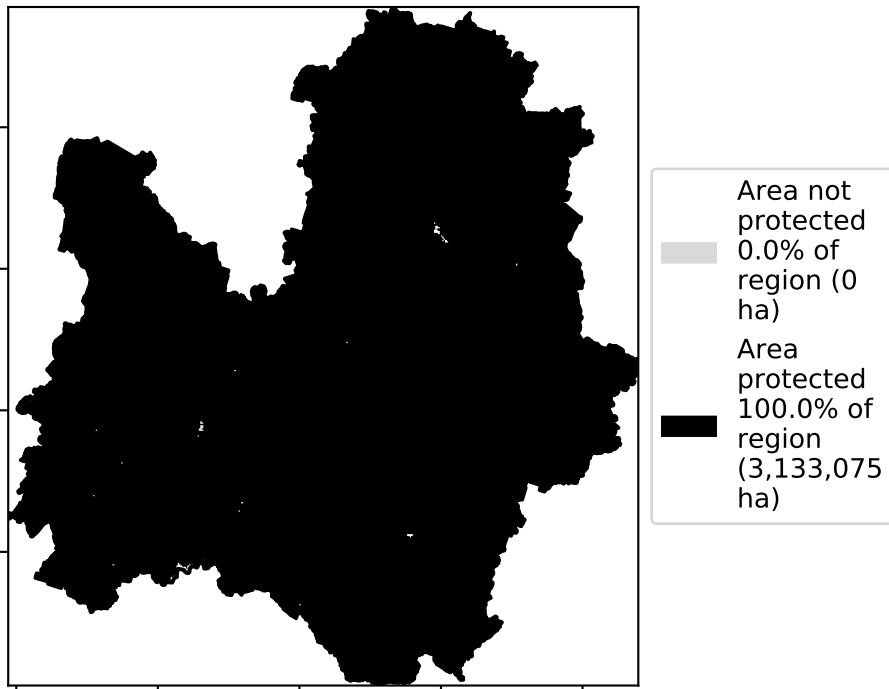 Area not
protected
0.0% of
region (0
ha)
Area
protected
100.0% of
region
(3,133,075
ha)